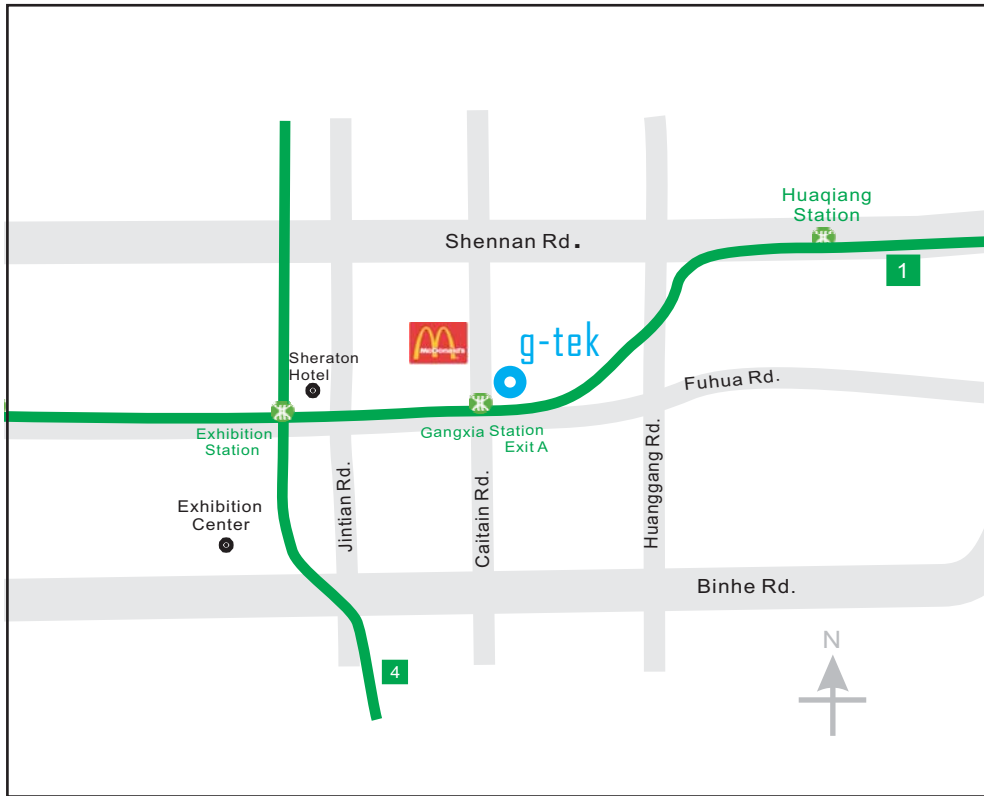 Huaqiang
Station
Shennan Rd.
1
g-tek
McDonald's
Sheraton
Hotel
Fuhua Rd.
Exhibition
Station
Gangxia Station
Exit A
Jintian Rd.
Caitain Rd.
Huanggang Rd.
Exhibition
Center
Binhe Rd.
N
4